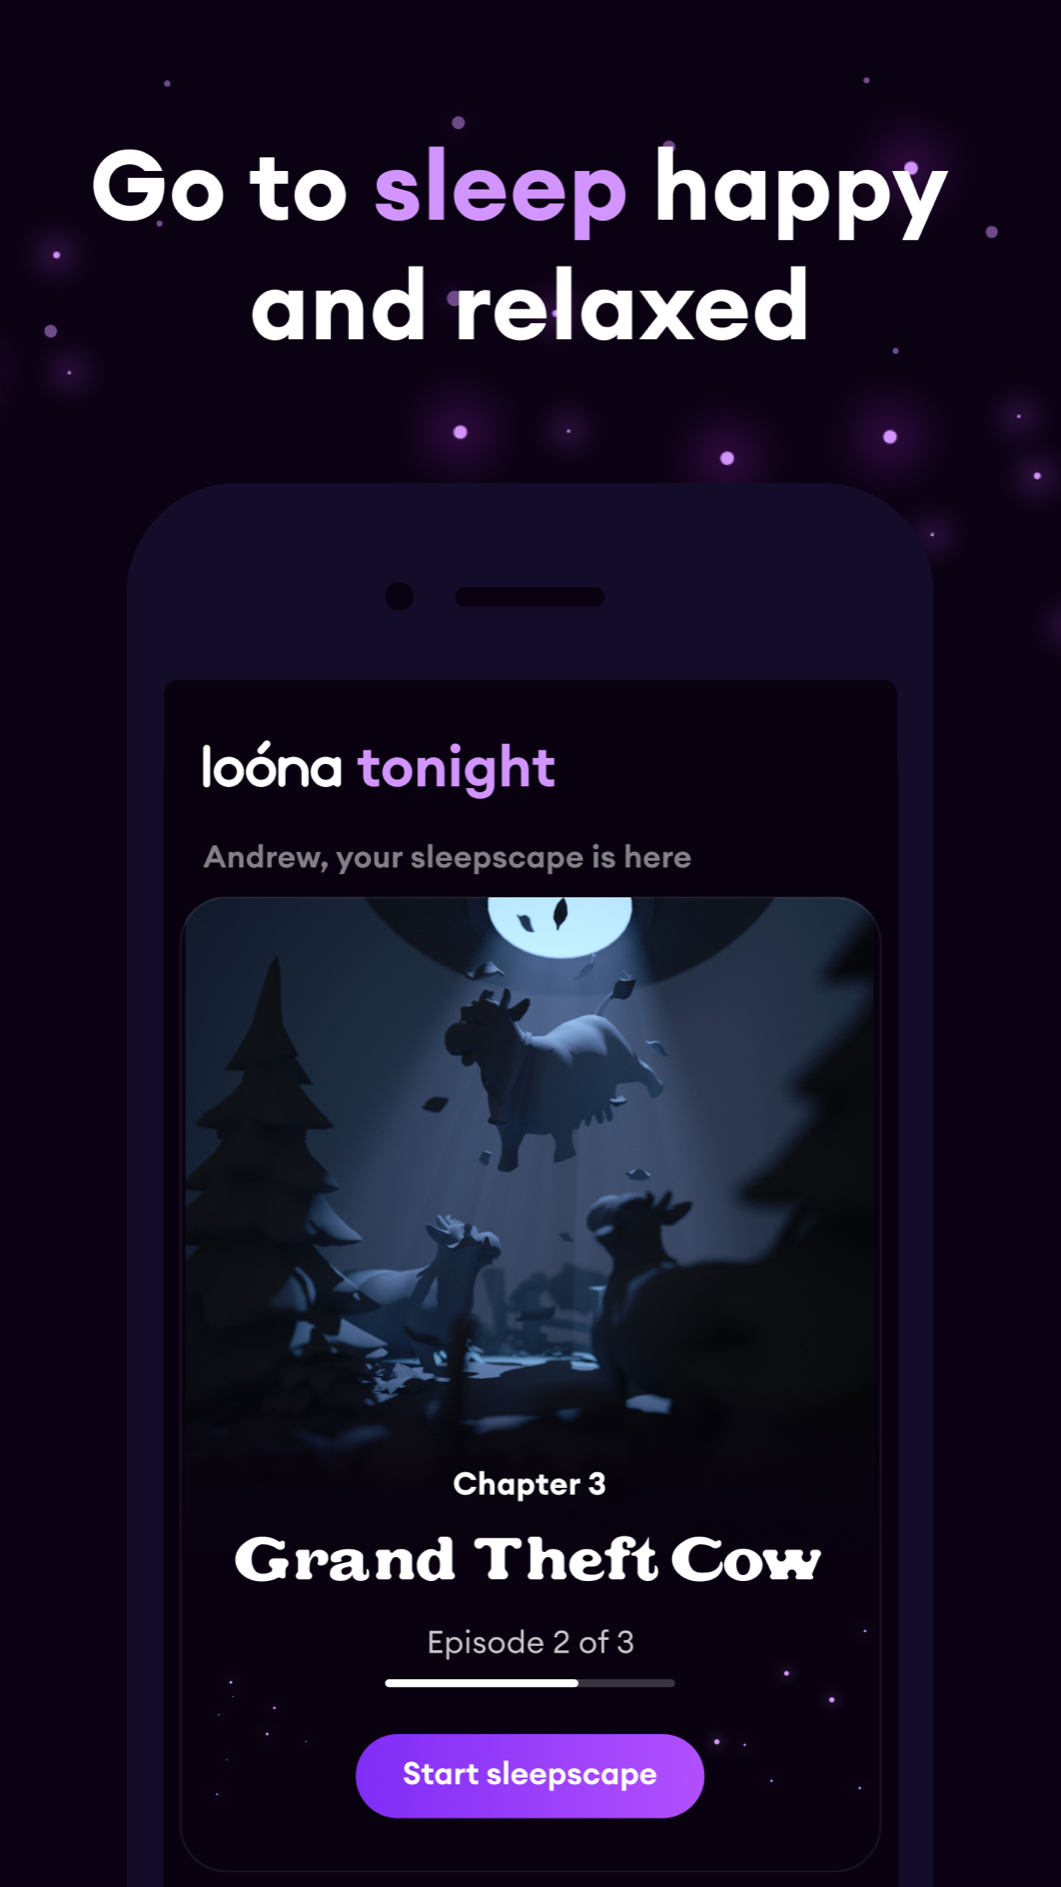 Go to sleep happy
and relaxed
loóna tonight
Andrew, your sleepscape is here
Chapter 3
Grand Theft Cow
Episode 2 of 3
Start sleepscape